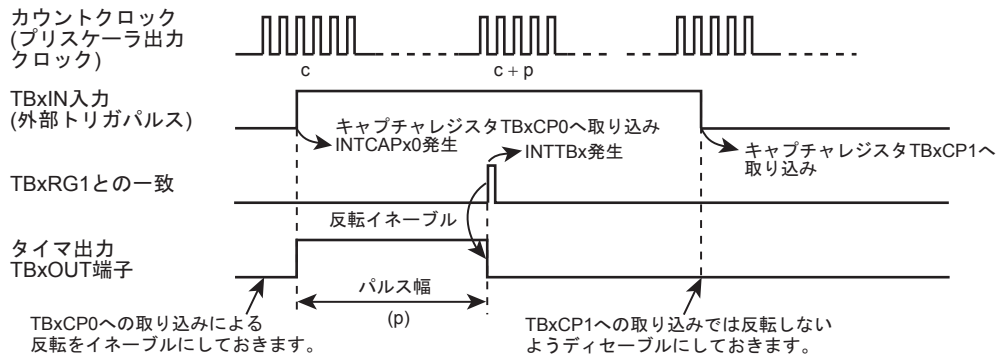 カウントクロック
(プリスケーラ出力
クロック)
c
c + p
TBxIN入力
(外部トリガパルス)
キャプチャレジスタTBxCP0へ取り込み
INTCAPx0発生
INTTBx発生
キャプチャレジスタTBxCP1へ
取り込み
TBxRG1との一致
反転イネーブル
タイマ出力
TBxOUT端子
パルス幅
(p)
TBxCP0への取り込みによる
反転をイネーブルにしておきます。
TBxCP1への取り込みでは反転しない
ようディセーブルにしておきます。